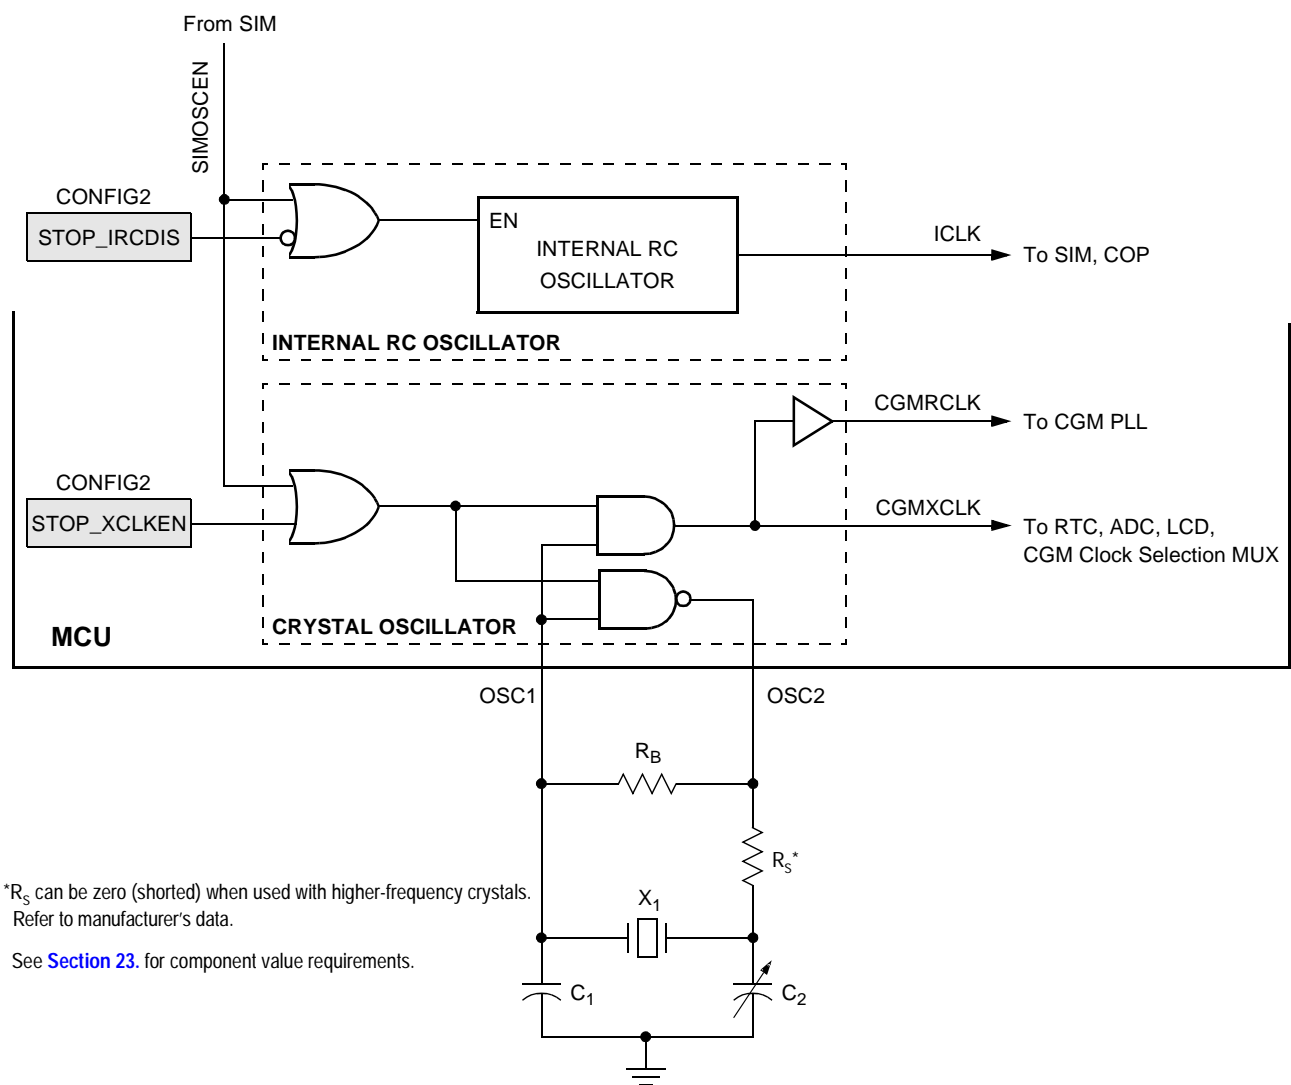 From SIM
SIMOSCEN
CONFIG2
STOP_IRCDIS
EN
INTERNAL RC
OSCILLATOR
ICLK
To SIM, COP
INTERNAL RC OSCILLATOR
CGMRCLK
To CGM PLL
CONFIG2
STOP_XCLKEN
CGMXCLK
To RTC, ADC, LCD,
CGM Clock Selection MUX
MCU
CRYSTAL OSCILLATOR
OSC1
OSC2
RB
RS*
*RS can be zero (shorted) when used with higher-frequency crystals.
Refer to manufacturer’s data.
X1
See Section 23. for component value requirements.
C1
C2